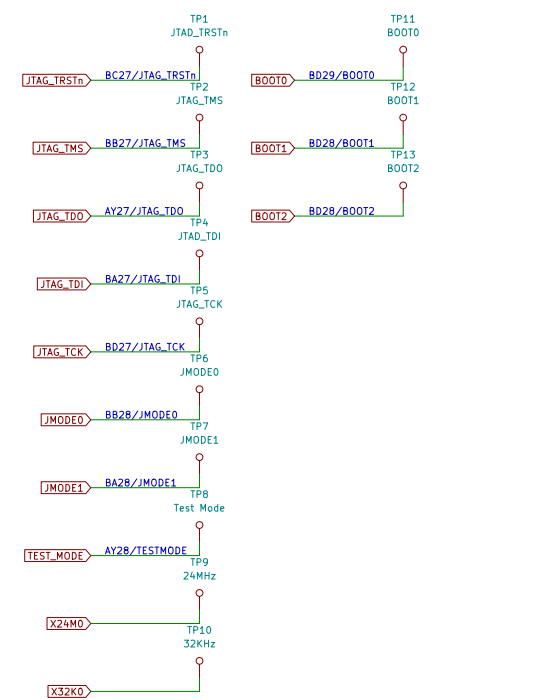 TP1
JTAD_TRSTn
JTAG_TRSTn
BC27/JTAG_TRSTn
TP2
JTAG_TMS
JTAG_TMS
BB27/JTAG_TMS
TP3
JTAG_TDO
JTAG_TDO
AY27/JTAG_TDO
TP4
JTAD_TDI
JTAG_TDI
BA27/JTAG_TDI
TP5
JTAG_TCK
JTAG_TCK
BD27/JTAG_TCK
TP6
JMODE0
JMODE0
BB28/JMODE0
TP7
JMODE1
JMODE1
BA28/JMODE1
TP8
Test Mode
TEST_MODE
AY28/TESTMODE
TP9
24MHz
X24MO
TP10
32KHz
X32KO
TP11
BOOT0
BOOT0
BD29/BOOT0
TP12
BOOT1
BOOT1
BD28/BOOT1
TP13
BOOT2
BOOT2
BD28/BOOT2